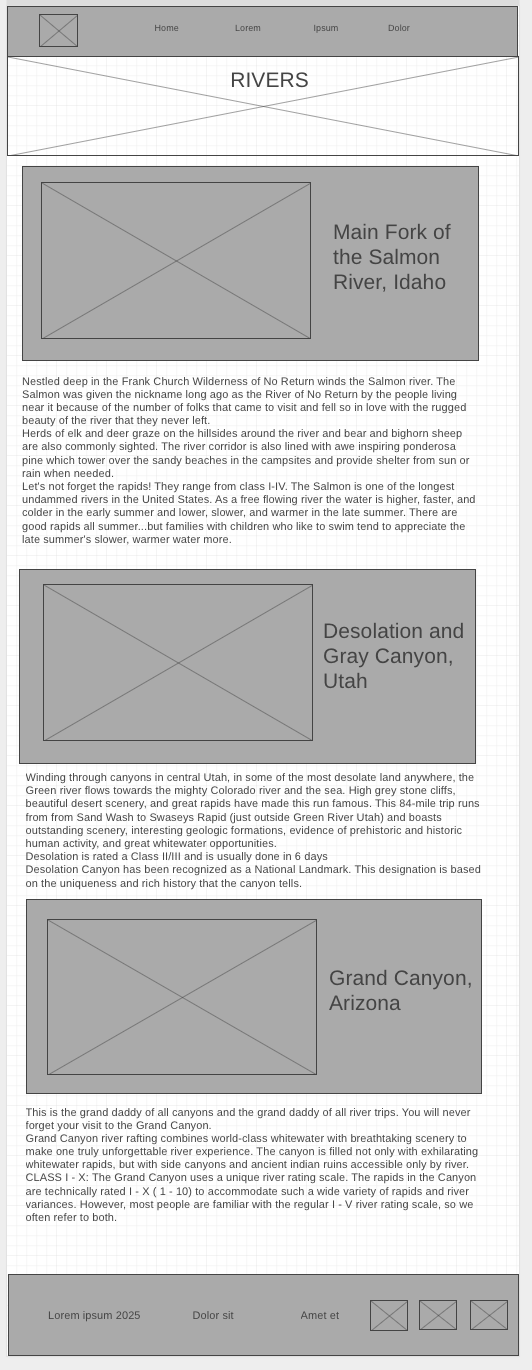 Home Lorem Ipsum Dolor
RIVERS
Main Fork of
the Salmon
River, Idaho
Nestled deep in the Frank Church Wilderness of No Return winds the Salmon river. The
Salmon was given the nickname long ago as the River of No Return by the people living
near it because of the number of folks that came to visit and fell so in love with the rugged
beauty of the river that they never left.
Herds of elk and deer graze on the hillsides around the river and bear and bighorn sheep
are also commonly sighted. The river corridor is also lined with awe inspiring ponderosa
pine which tower over the sandy beaches in the campsites and provide shelter from sun or
rain when needed.
Let's not forget the rapids! They range from class I-IV. The Salmon is one of the longest
undammed rivers in the United States. As a free flowing river the water is higher, faster, and
colder in the early summer and lower, slower, and warmer in the late summer. There are
good rapids all summer...but families with children who like to swim tend to appreciate the
late summer's slower, warmer water more.
Desolation and
Gray Canyon,
Utah
Winding through canyons in central Utah, in some of the most desolate land anywhere, the
Green river flows towards the mighty Colorado river and the sea. High grey stone cliffs,
beautiful desert scenery, and great rapids have made this run famous. This 84-mile trip runs
from from Sand Wash to Swaseys Rapid (just outside Green River Utah) and boasts
outstanding scenery, interesting geologic formations, evidence of prehistoric and historic
human activity, and great whitewater opportunities.
Desolation is rated a Class II/III and is usually done in 6 days
Desolation Canyon has been recognized as a National Landmark. This designation is based
on the uniqueness and rich history that the canyon tells.
Grand Canyon,
Arizona
This is the grand daddy of all canyons and the grand daddy of all river trips. You will never
forget your visit to the Grand Canyon.
Grand Canyon river rafting combines world-class whitewater with breathtaking scenery to
make one truly unforgettable river experience. The canyon is filled not only with exhilarating
whitewater rapids, but with side canyons and ancient indian ruins accessible only by river.
CLASS I - X: The Grand Canyon uses a unique river rating scale. The rapids in the Canyon
are technically rated I - X ( 1 - 10) to accommodate such a wide variety of rapids and river
variances. However, most people are familiar with the regular I - V river rating scale, so we
often refer to both.
Lorem ipsum 2025 Dolor sit Amet et